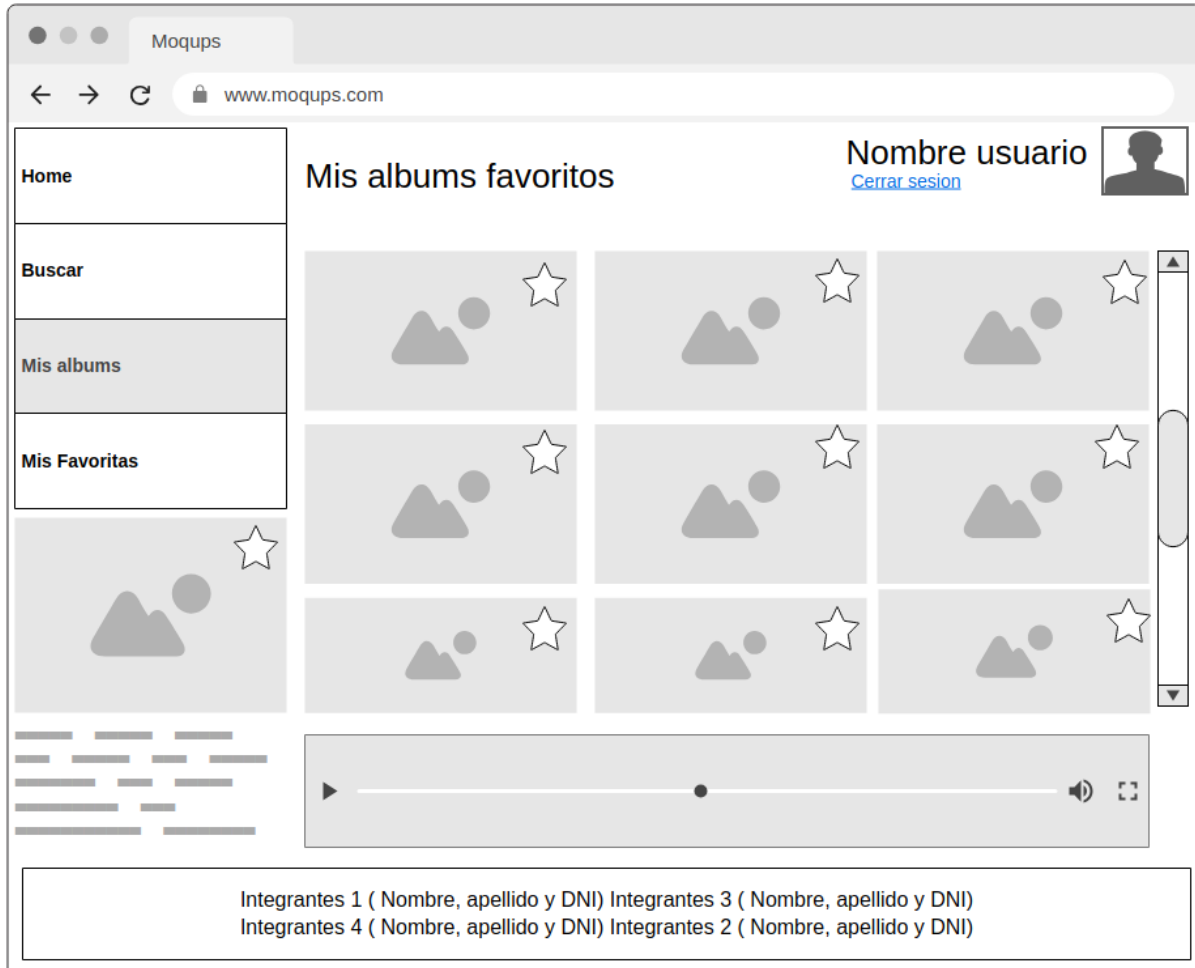 Moqups
www.moqups.com
Home
Buscar
Mis albums
Mis Favoritas
Mis albums favoritos
Nombre usuario
Cerrar sesion
Integrantes 1 ( Nombre, apellido y DNI) Integrantes 3 ( Nombre, apellido y DNI)
Integrantes 4 ( Nombre, apellido y DNI) Integrantes 2 ( Nombre, apellido y DNI)